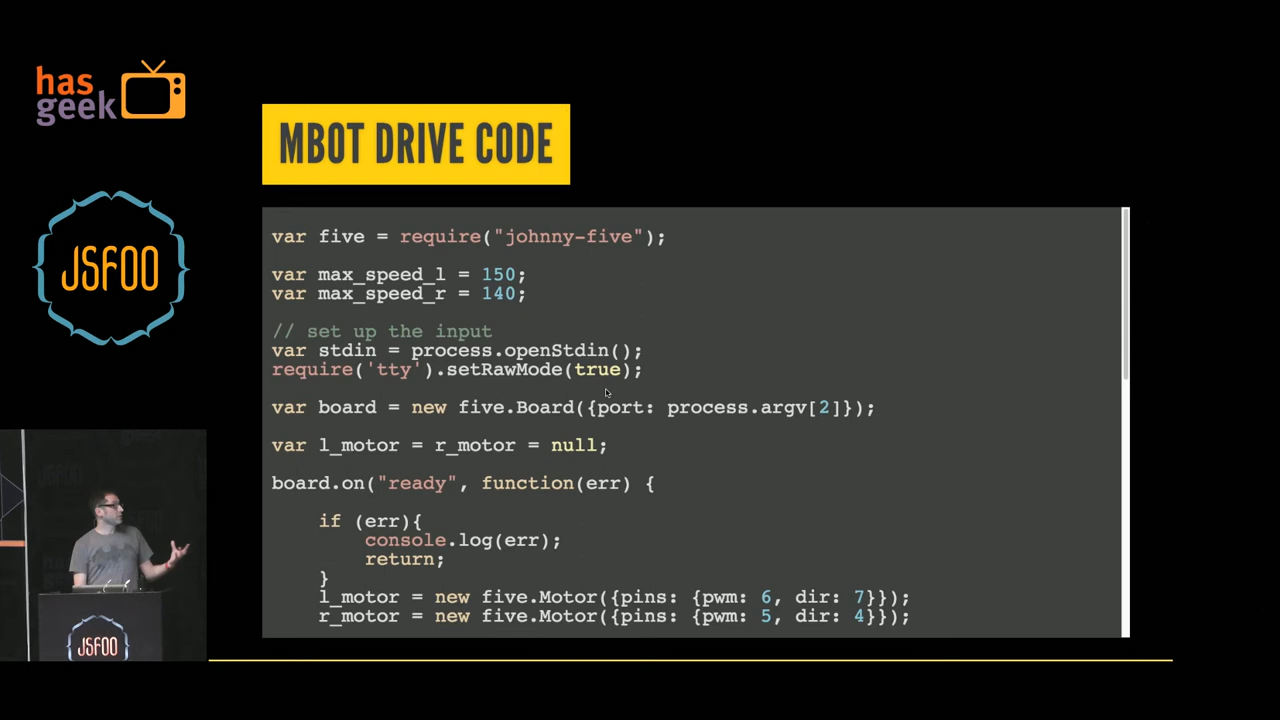 has
geek
JSFOO
MBOT DRIVE CODE
var five = require("johnny-five");
var max_speed_l = 150;
var max_speed_r = 140;
// set up the input
var stdin = process.openStdin();
require('tty').setRawMode(true);
var board = new five.Board({port: process.argv[2]});
var l_motor = r_motor = null;
board.on("ready", function(err) {
    if (err){
        console.log(err);
        return;
    }
    l_motor = new five.Motor({pins: {pwm: 6, dir: 7}});
    r_motor = new five.Motor({pins: {pwm: 5, dir: 4}});
JSFOO